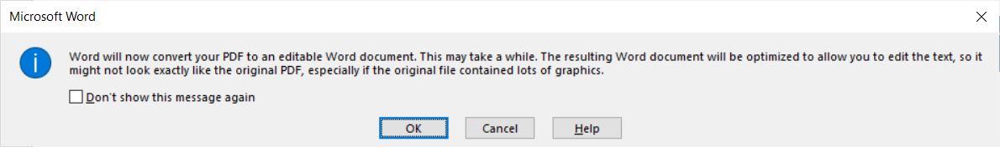 Microsoft Word
Word will now convert your PDF to an editable Word document. This may take a while. The resulting Word document will be optimized to allow you to edit the text, so it
might not look exactly like the original PDF, especially if the original file contained lots of graphics.
Don't show this message again
OK Cancel Help